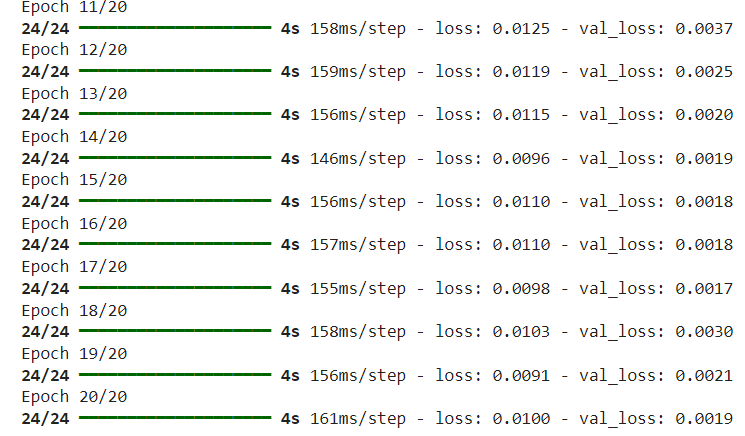 Epoch 11/20
24/24 ━━━━━━━━━━━━━━━━━━━━ 4s 158ms/step - loss: 0.0125 - val_loss: 0.0037
Epoch 12/20
24/24 ━━━━━━━━━━━━━━━━━━━━ 4s 159ms/step - loss: 0.0119 - val_loss: 0.0025
Epoch 13/20
24/24 ━━━━━━━━━━━━━━━━━━━━ 4s 156ms/step - loss: 0.0115 - val_loss: 0.0020
Epoch 14/20
24/24 ━━━━━━━━━━━━━━━━━━━━ 4s 146ms/step - loss: 0.0096 - val_loss: 0.0019
Epoch 15/20
24/24 ━━━━━━━━━━━━━━━━━━━━ 4s 156ms/step - loss: 0.0110 - val_loss: 0.0018
Epoch 16/20
24/24 ━━━━━━━━━━━━━━━━━━━━ 4s 157ms/step - loss: 0.0110 - val_loss: 0.0018
Epoch 17/20
24/24 ━━━━━━━━━━━━━━━━━━━━ 4s 155ms/step - loss: 0.0098 - val_loss: 0.0017
Epoch 18/20
24/24 ━━━━━━━━━━━━━━━━━━━━ 4s 158ms/step - loss: 0.0103 - val_loss: 0.0030
Epoch 19/20
24/24 ━━━━━━━━━━━━━━━━━━━━ 4s 156ms/step - loss: 0.0091 - val_loss: 0.0021
Epoch 20/20
24/24 ━━━━━━━━━━━━━━━━━━━━ 4s 161ms/step - loss: 0.0100 - val_loss: 0.0019